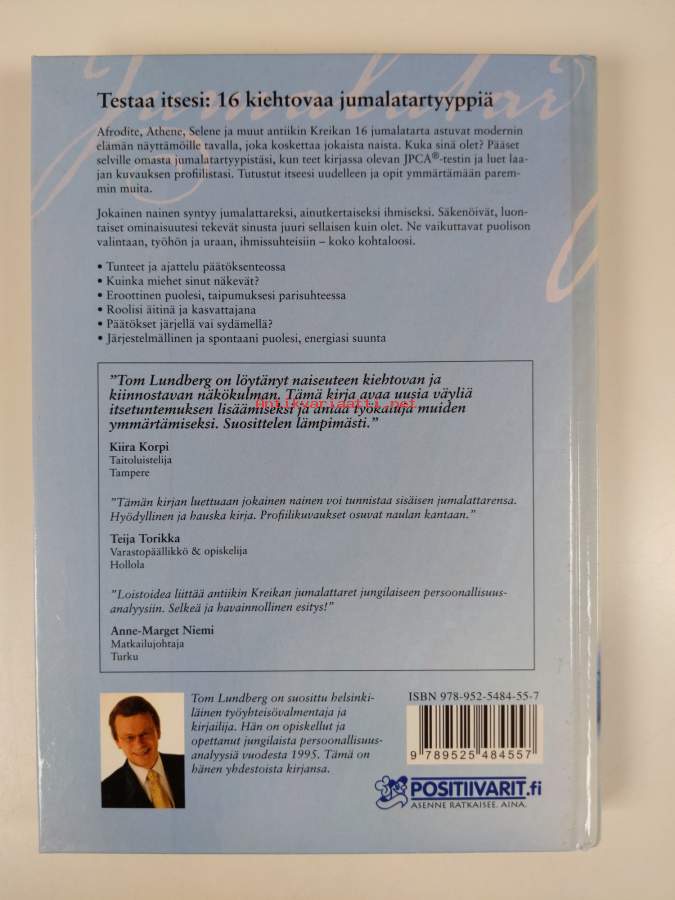 Jumalatar
Testaa itsesi: 16 kiehtovaa jumalatartyyppiä
Afrodite, Athene, Selene ja muut antiikin Kreikan 16 jumalatarta astuvat modernin
elämän näyttämöille tavalla, joka koskettaa jokaista naista. Kuka sinä olet? Pääset
selville omasta jumalatartyypistäsi, kun teet kirjassa olevan JPCA®-testin ja luet laa-
jan kuvauksen profiilistasi. Tutustut itseesi uudelleen ja opit ymmärtämään parem-
min muita.
Jokainen nainen syntyy jumalattareksi, ainutkertaiseksi ihmiseksi. Säkenöivät, luon-
taiset ominaisuutesi tekevät sinusta juuri sellaisen kuin olet. Ne vaikuttavat puolison
valintaan, työhön ja uraan, ihmissuhteisiin – koko kohtaloosi.
• Tunteet ja ajattelu päätöksenteossa
• Kuinka miehet sinut näkevät?
• Eroottinen puolesi, taipumuksesi parisuhteessa
• Roolisi äitinä ja kasvattajana
• Päätökset järjellä vai sydämellä?
• Järjestelmällinen ja spontaani puolesi, energiasi suunta
”Tom Lundberg on löytänyt naiseuteen kiehtovan ja
kiinnostavan näkökulman. Tämä kirja avaa uusia väyliä
itsetuntemuksen lisäämiseksi ja antaa työkaluja muiden
ymmärtämiseksi. Suosittelen lämpimästi.”
Antikvariaatti.net
Kiira Korpi
Taitoluistelija
Tampere
”Tämän kirjan luettuaan jokainen nainen voi tunnistaa sisäisen jumalattarensa.
Hyödyllinen ja hauska kirja. Profiilikuvaukset osuvat naulan kantaan.”
Teija Torikka
Varastopäällikkö & opiskelija
Hollola
”Loistoidea liittää antiikin Kreikan jumalattaret jungilaiseen persoonallisuus-
analyysiin. Selkeä ja havainnollinen esitys!”
Anne-Marget Niemi
Matkailujohtaja
Turku
Tom Lundberg on suosittu helsinki-
läinen työyhteisövalmentaja ja
kirjailija. Hän on opiskellut ja
opettanut jungilaista persoonallisuus-
analyysiä vuodesta 1995. Tämä on
hänen yhdestoista kirjansa.
ISBN 978-952-5484-55-7
9 789525 484557
POSITIIVARIT.fi
ASENNE RATKAISEE. AINA.